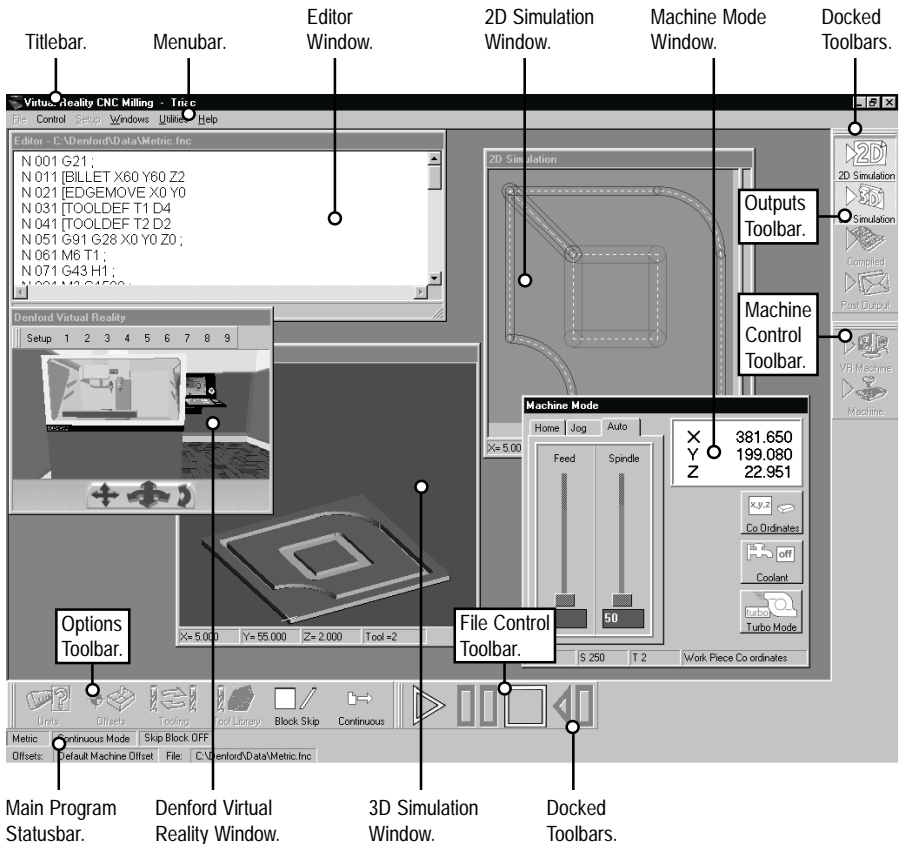 Titlebar.
Menubar.
Editor
Window.
2D Simulation
Window.
Machine Mode
Window.
Docked
Toolbars.
Virtual Reality CNC Milling - Triac
File Control Setup Windows Utilities Help
Editor - C:\Denford\Data\Metric.fnc
N 001 G21 ;
N 011 [BILLET X60 Y60 Z2
N 021 [EDGEMOVE X0 Y0
N 031 [TOOLDEF T1 D4
N 041 [TOOLDEF T2 D2
N 051 G91 G28 X0 Y0 Z0 ;
N 061 M6 T1 ;
N 071 G43 H1 ;
2D Simulation
X= 5.00
2D
2D Simulation
3D
Simulation
Compiled
Post Output
VR Machine
Machine
Outputs
Toolbar.
Machine
Control
Toolbar.
Denford Virtual Reality
Setup 1 2 3 4 5 6 7 8 9
X= 5.000 Y= 55.000 Z= 2.000 Tool =2
Machine Mode
Home Jog Auto
Feed Spindle
50
X 381.650
Y 199.080
Z 22.951
x,y,z
Co Ordinates
off
Coolant
turbo
Turbo Mode
S 250 T 2 Work Piece Co ordinates
Options
Toolbar.
File Control
Toolbar.
Units Offsets Tooling Tool Library Block Skip Continuous
Metric Continuous Mode Skip Block OFF
Offsets: Default Machine Offset File: C:\Denford\Data\Metric.fnc
Main Program
Statusbar.
Denford Virtual
Reality Window.
3D Simulation
Window.
Docked
Toolbars.